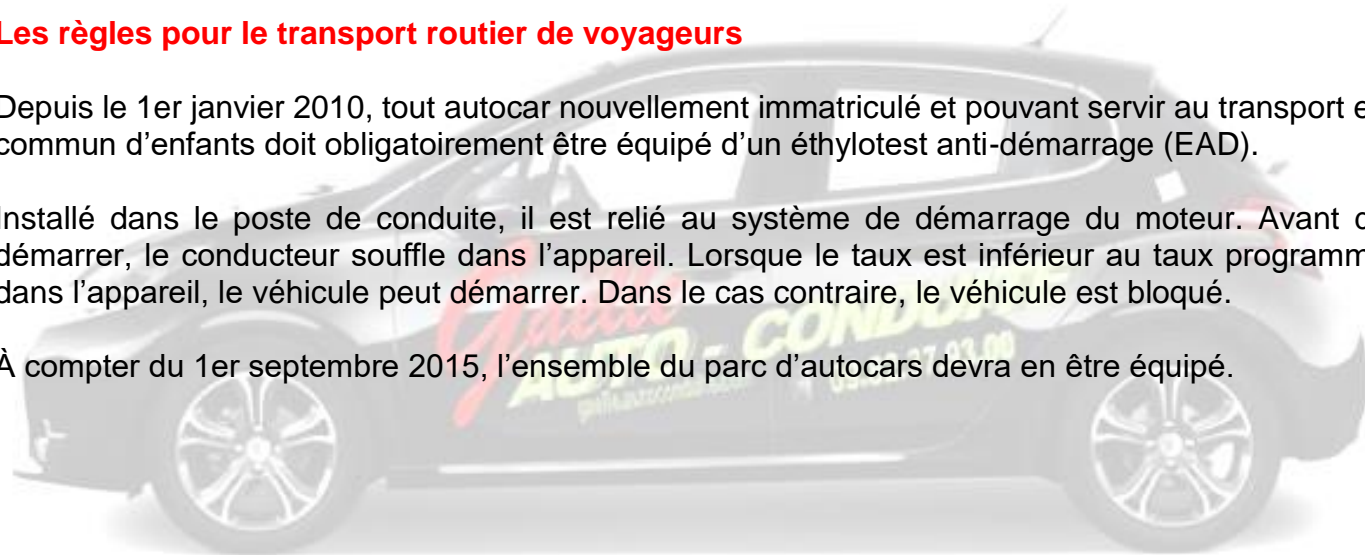 Les règles pour le transport routier de voyageurs
Depuis le 1er janvier 2010, tout autocar nouvellement immatriculé et pouvant servir au transport e
commun d’enfants doit obligatoirement être équipé d’un éthylotest anti-démarrage (EAD).
Installé dans le poste de conduite, il est relié au système de démarrage du moteur. Avant d
démarrer, le conducteur souffle dans l’appareil. Lorsque le taux est inférieur au taux programm
dans l’appareil, le véhicule peut démarrer. Dans le cas contraire, le véhicule est bloqué.
À compter du 1er septembre 2015, l’ensemble du parc d’autocars devra en être équipé.
Gaëlle
AUTO - CONDUITE